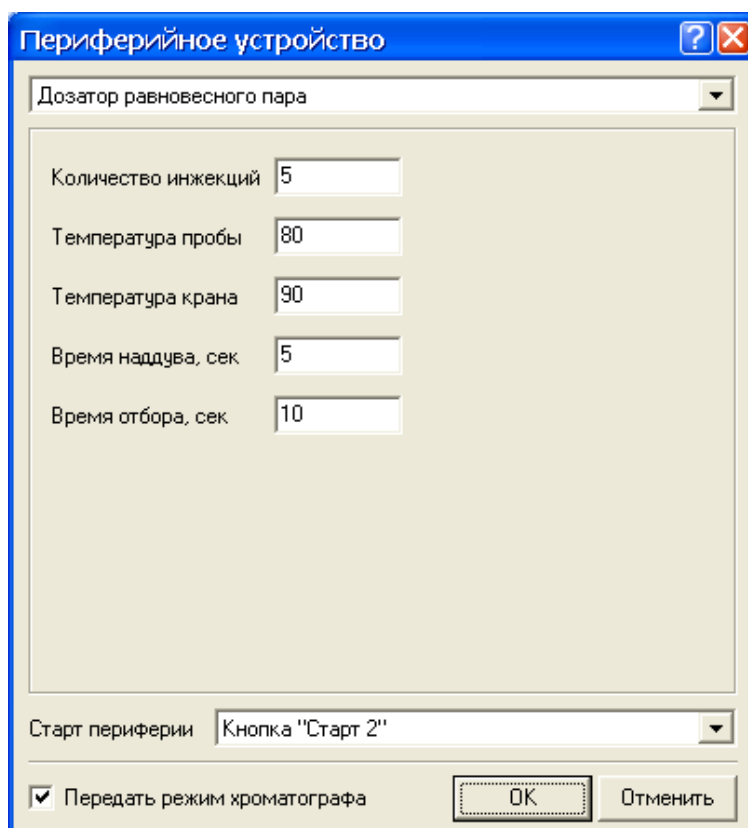 Периферийное устройство
Дозатор равновесного пара
Количество инжекций 5
Температура пробы 80
Температура крана 90
Время наддува, сек 5
Время отбора, сек 10
Старт периферии Кнопка "Старт 2"
Передать режим хроматографа OK Отменить